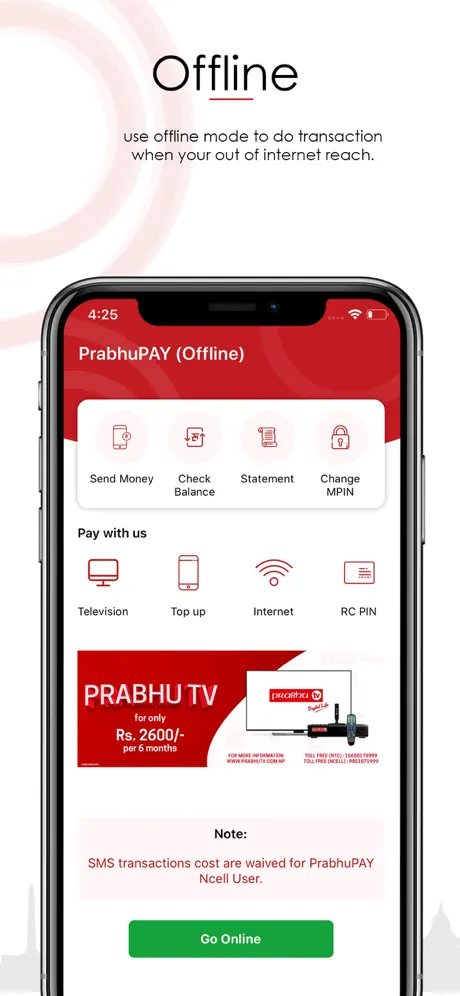 Offline
use offline mode to do transaction
when your out of internet reach.
4:25
PrabhuPAY (Offline)
Send Money
Check
Balance
Statement
Change
MPIN
Pay with us
Television
Top up
Internet
RC PIN
PRABHU TV
for only
Rs. 2600/-
per 6 months
prabhu tv
Digital Life
FOR MORE INFORMATION
WWW.PRABHUTV.COM.NP
TOLL FREE (NTC) : 16600178999
TOLL FREE (NCELL) : 9801571999
Note:
SMS transactions cost are waived for PrabhuPAY
Ncell User.
Go Online